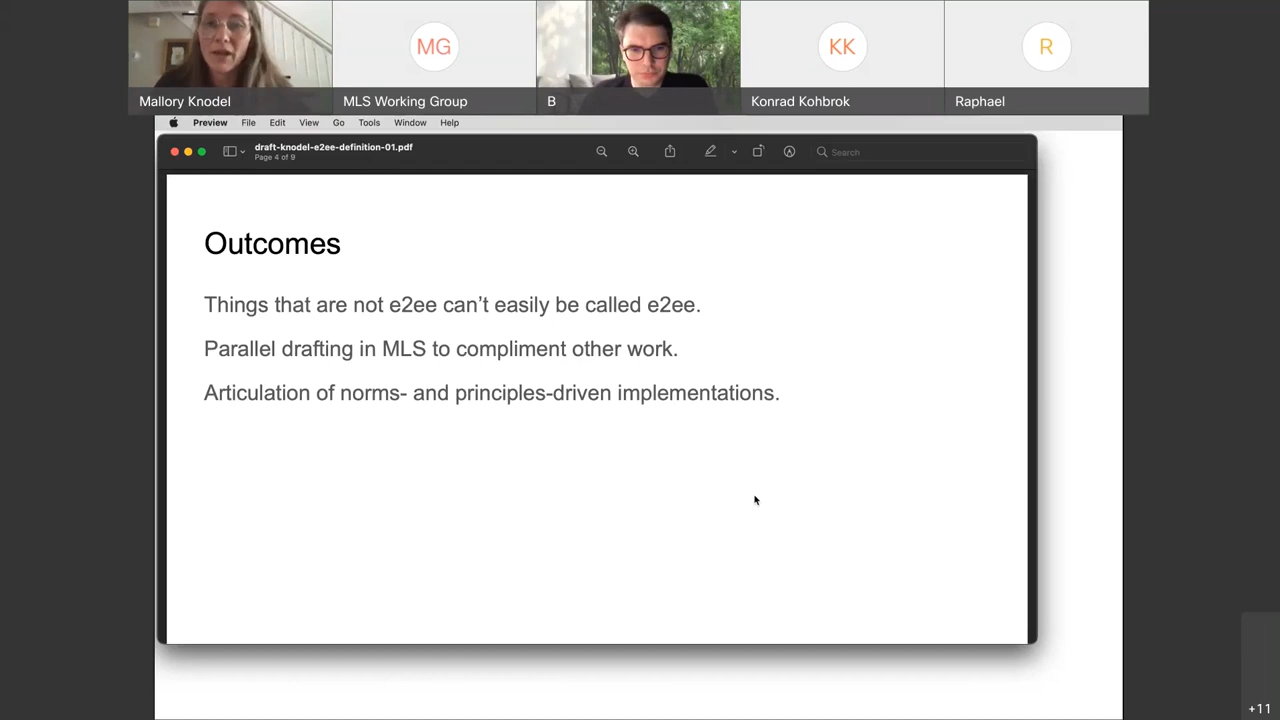 MG
KK
R
Mallory Knodel
MLS Working Group
B
Konrad Kohbrok
Raphael
Preview File Edit View Go Tools Window Help
draft-knodel-e2ee-definition-01.pdf
Page 4 of 9
Search
Outcomes
Things that are not e2ee can’t easily be called e2ee.
Parallel drafting in MLS to compliment other work.
Articulation of norms- and principles-driven implementations.
+11